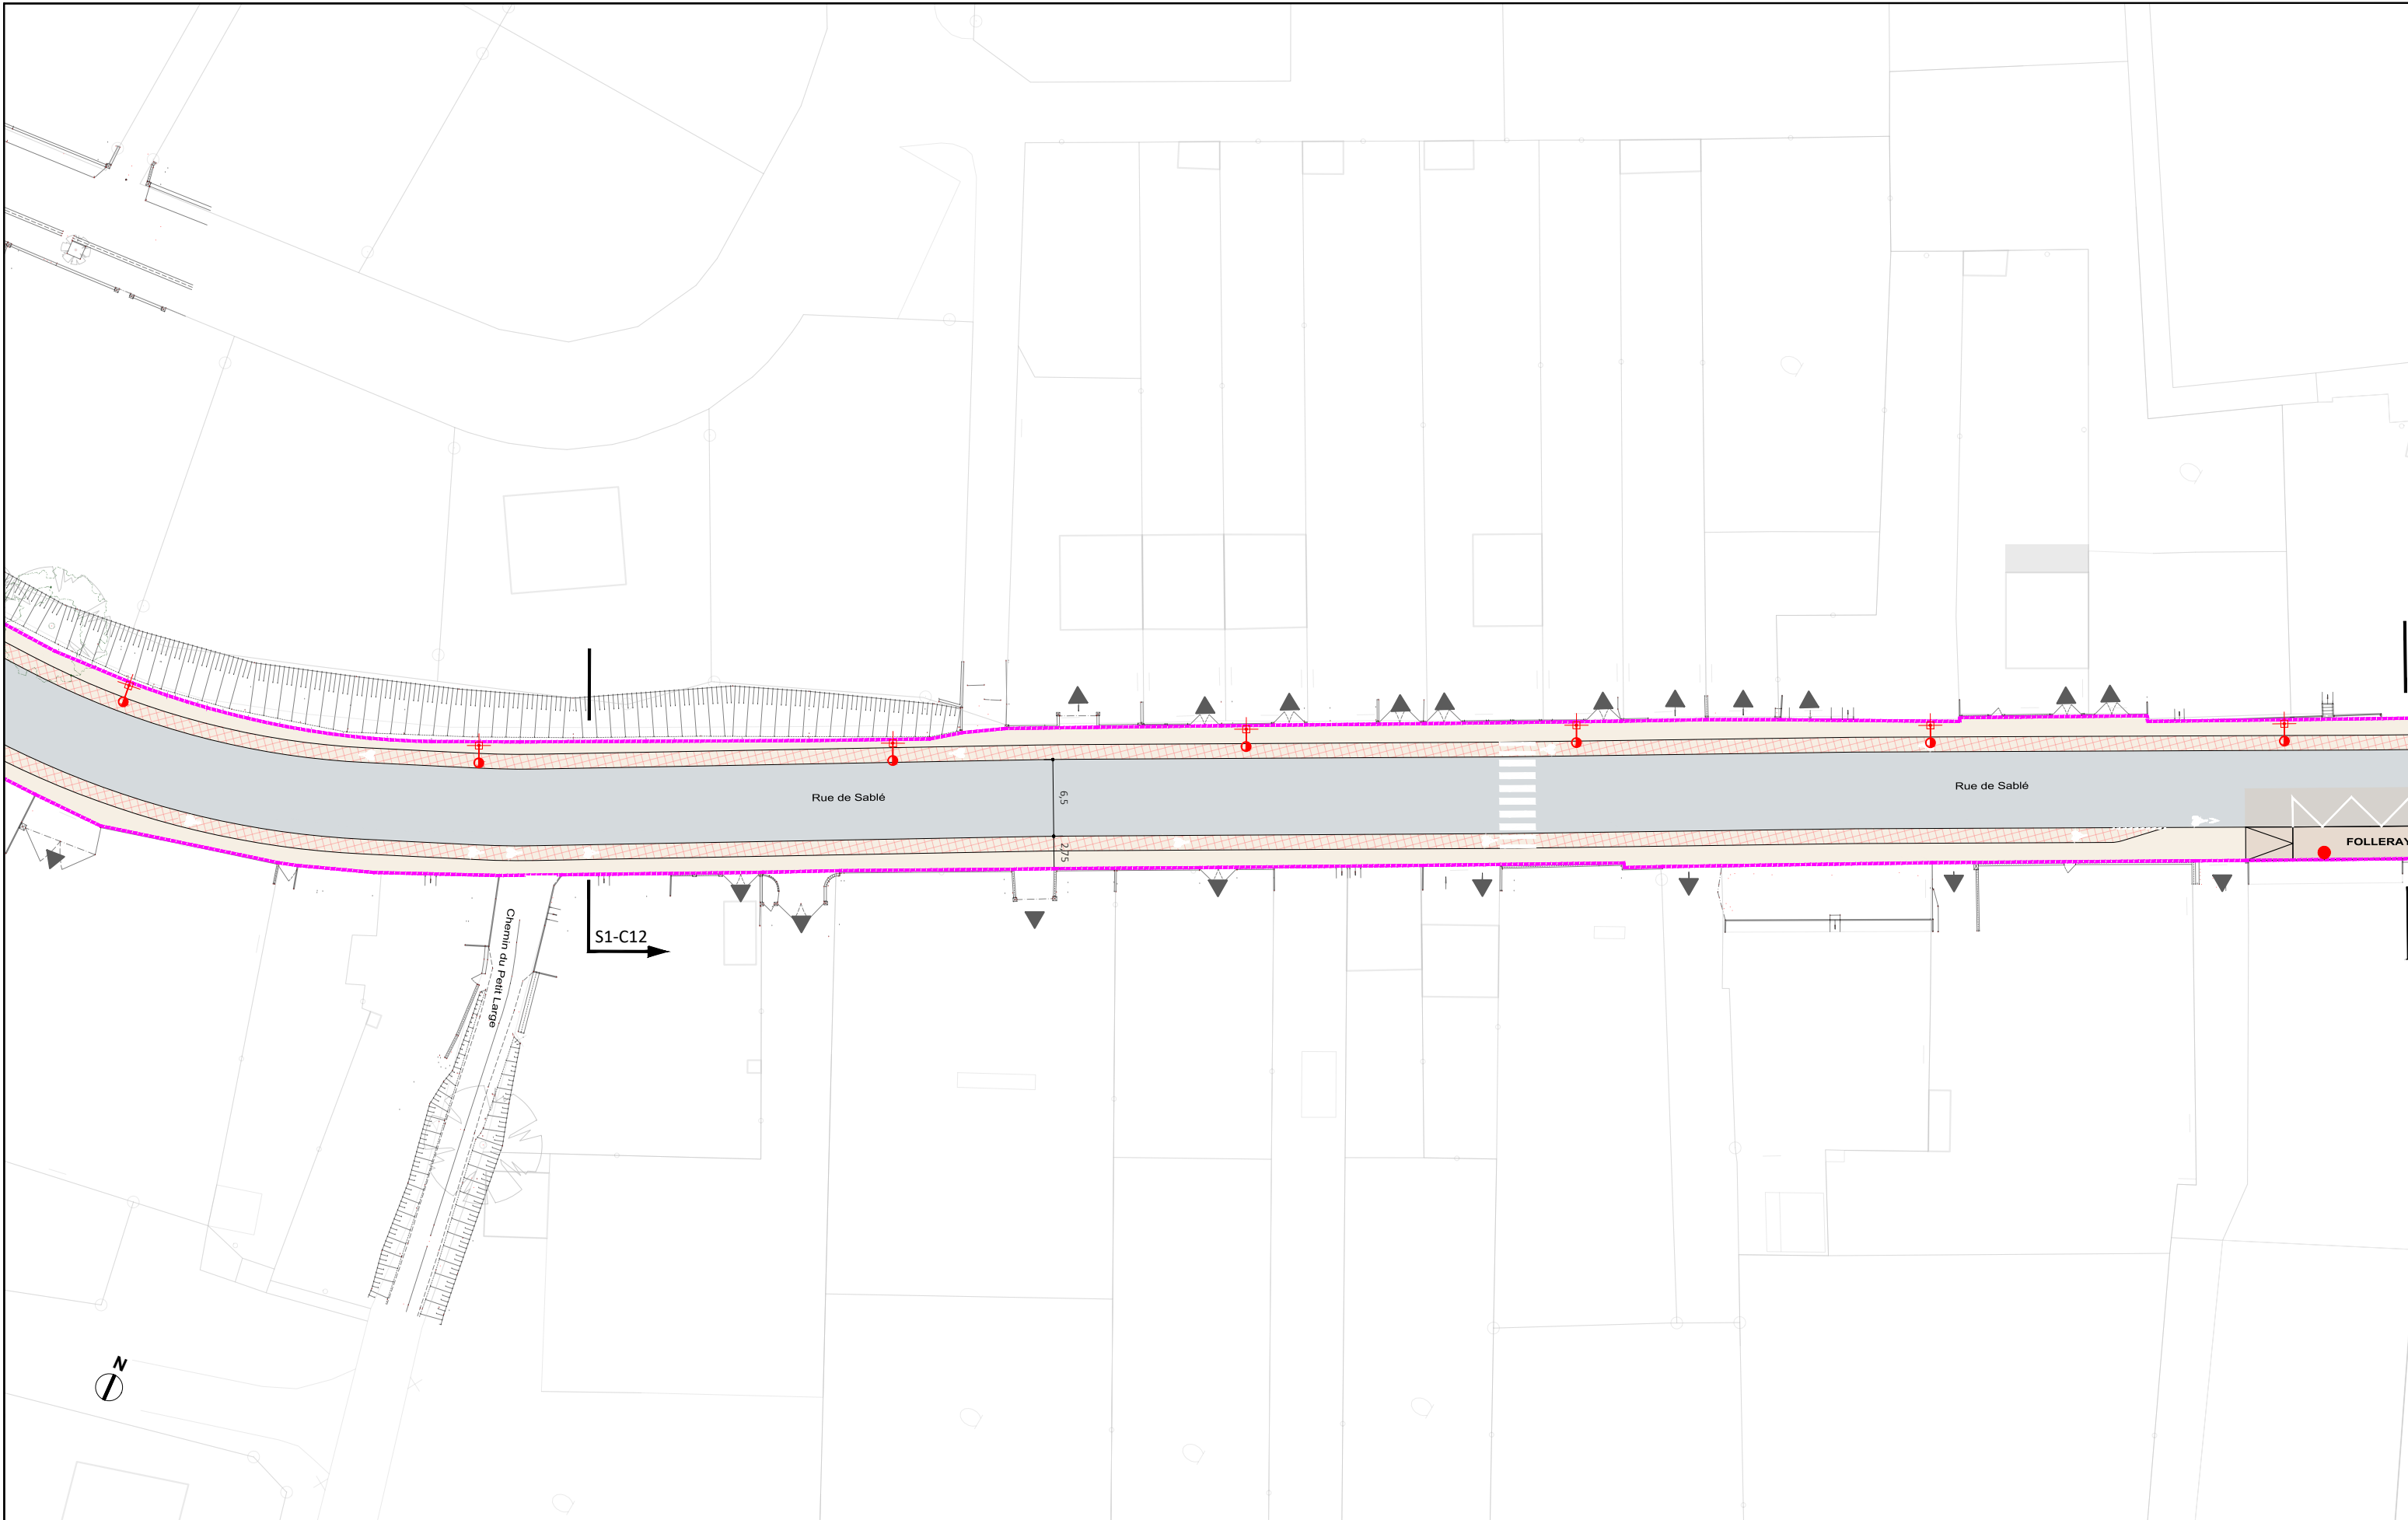 6,5
Rue de Sablé
Rue de Sablé
2,75
FOLLERAY
Chemin du Petit Large
S1-C12
N